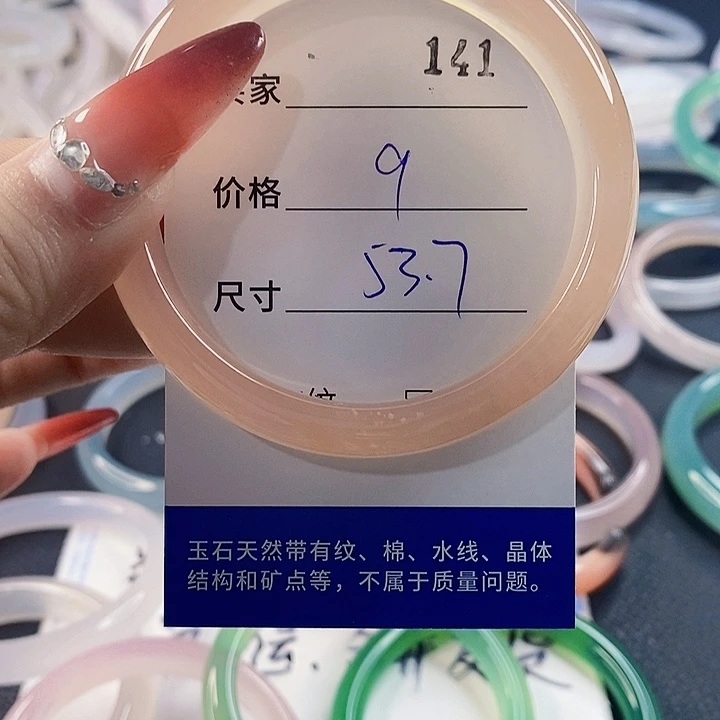 141
家
价格 9
尺寸 53.7
玉石天然带有纹、棉、水线、晶体
结构和矿点等，不属于质量问题。